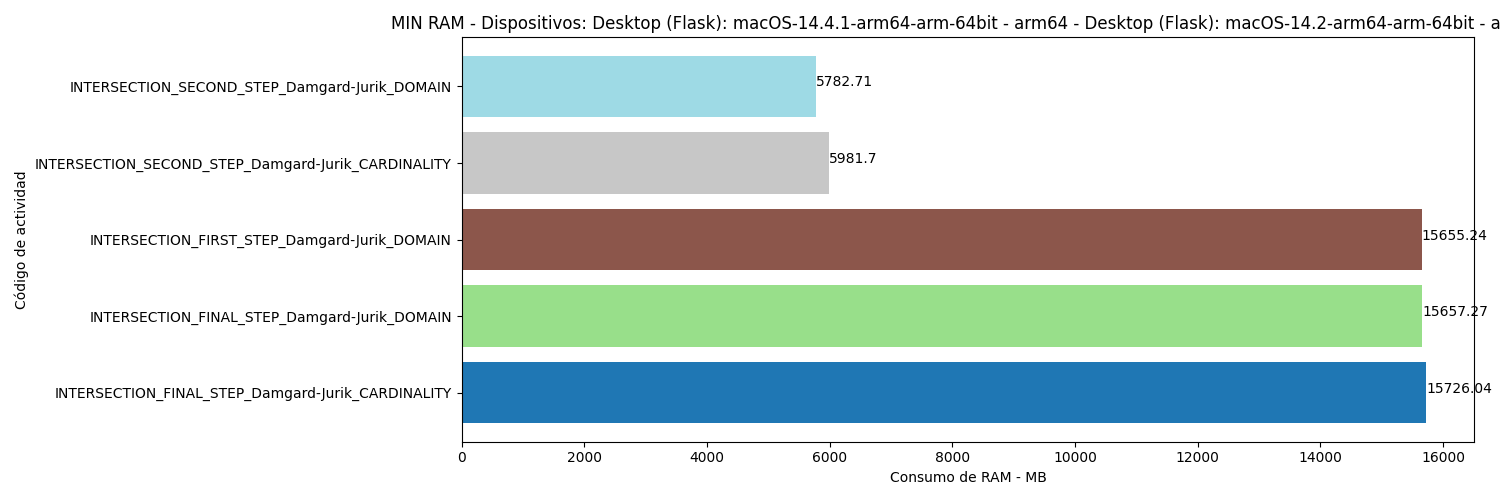 MIN RAM - Dispositivos: Desktop (Flask): macOS-14.4.1-arm64-arm-64bit - arm64 - Desktop (Flask): macOS-14.2-arm64-arm-64bit - a
INTERSECTION_SECOND_STEP_Damgard-Jurik_DOMAIN
5782.71
INTERSECTION_SECOND_STEP_Damgard-Jurik_CARDINALITY
5981.7
INTERSECTION_FIRST_STEP_Damgard-Jurik_DOMAIN
15655.24
INTERSECTION_FINAL_STEP_Damgard-Jurik_DOMAIN
15657.27
INTERSECTION_FINAL_STEP_Damgard-Jurik_CARDINALITY
15726.04
Código de actividad
0 2000 4000 6000 8000 10000 12000 14000 16000
Consumo de RAM - MB